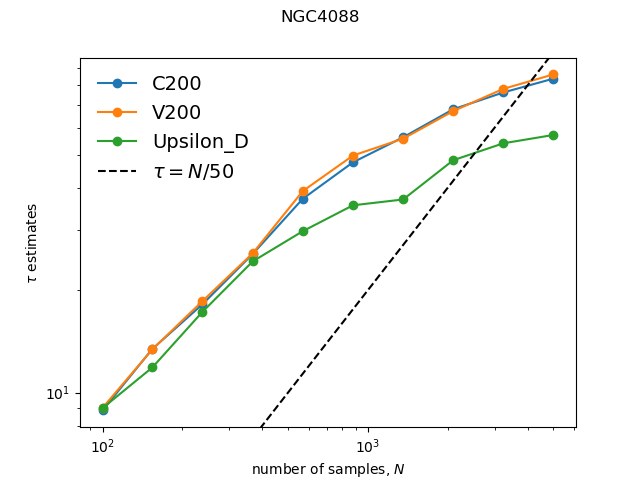 NGC4088
C200
V200
Upsilon_D
τ = N/50
τ estimates
10¹
10² 10³
number of samples, N